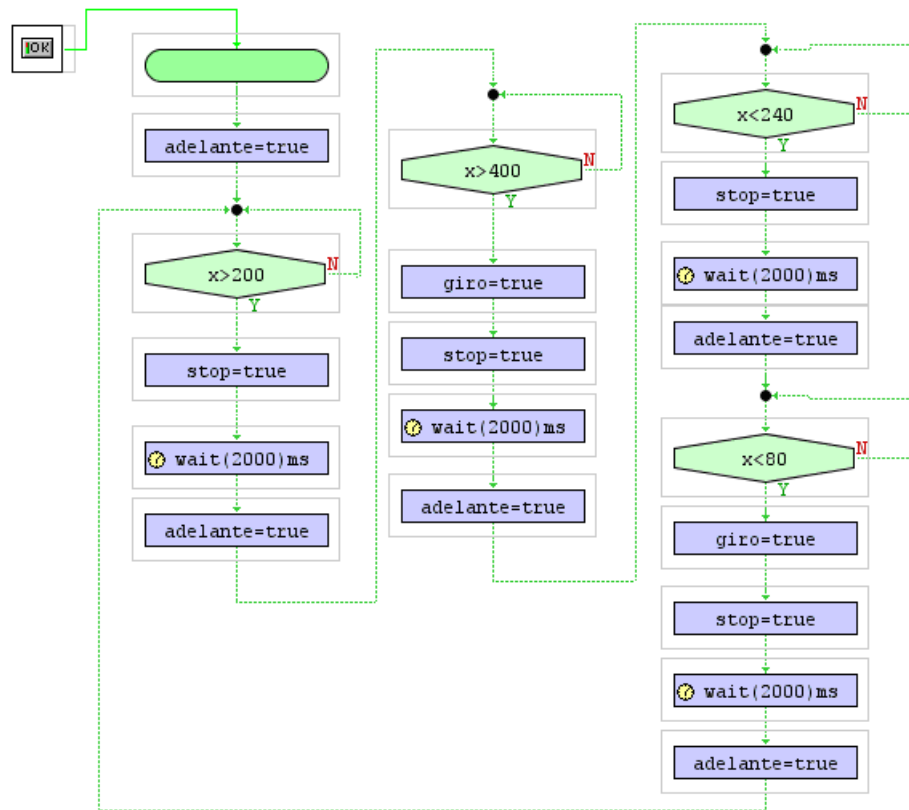 OK
adelante=true
x>200
N
Y
stop=true
wait(2000)ms
adelante=true
x>400
N
Y
giro=true
stop=true
wait(2000)ms
adelante=true
x<240
N
Y
stop=true
wait(2000)ms
adelante=true
x<80
N
Y
giro=true
stop=true
wait(2000)ms
adelante=true